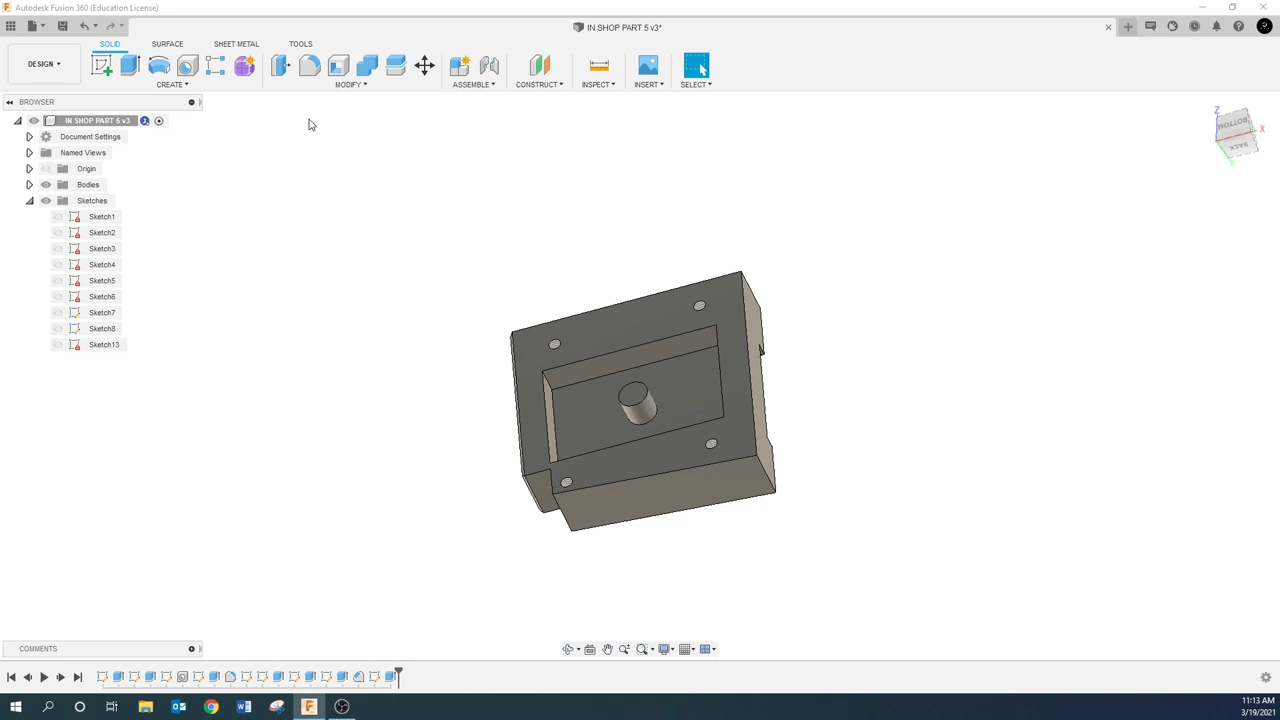 Autodesk Fusion 360 (Education License)
IN SHOP PART 5 v3*
DESIGN
SOLID SURFACE SHEET METAL TOOLS
CREATE MODIFY ASSEMBLE CONSTRUCT INSPECT INSERT SELECT
BROWSER
IN SHOP PART 5 v3
Document Settings
Named Views
Origin
Bodies
Sketches
Sketch1
Sketch2
Sketch3
Sketch4
Sketch5
Sketch6
Sketch7
Sketch8
Sketch13
Z
BOTTOM
X
BACK
Y
COMMENTS
11:13 AM
3/19/2021